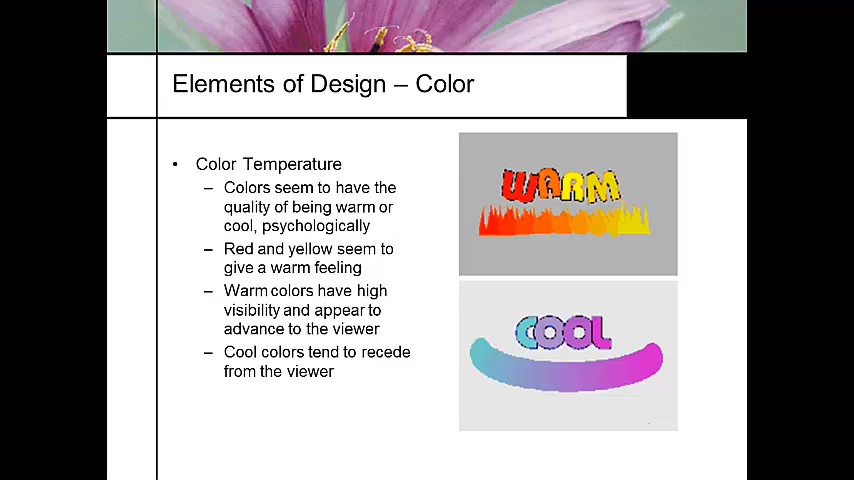 Elements of Design – Color
• Color Temperature
– Colors seem to have the
quality of being warm or
cool, psychologically
– Red and yellow seem to
give a warm feeling
– Warm colors have high
visibility and appear to
advance to the viewer
– Cool colors tend to recede
from the viewer
WARM
COOL